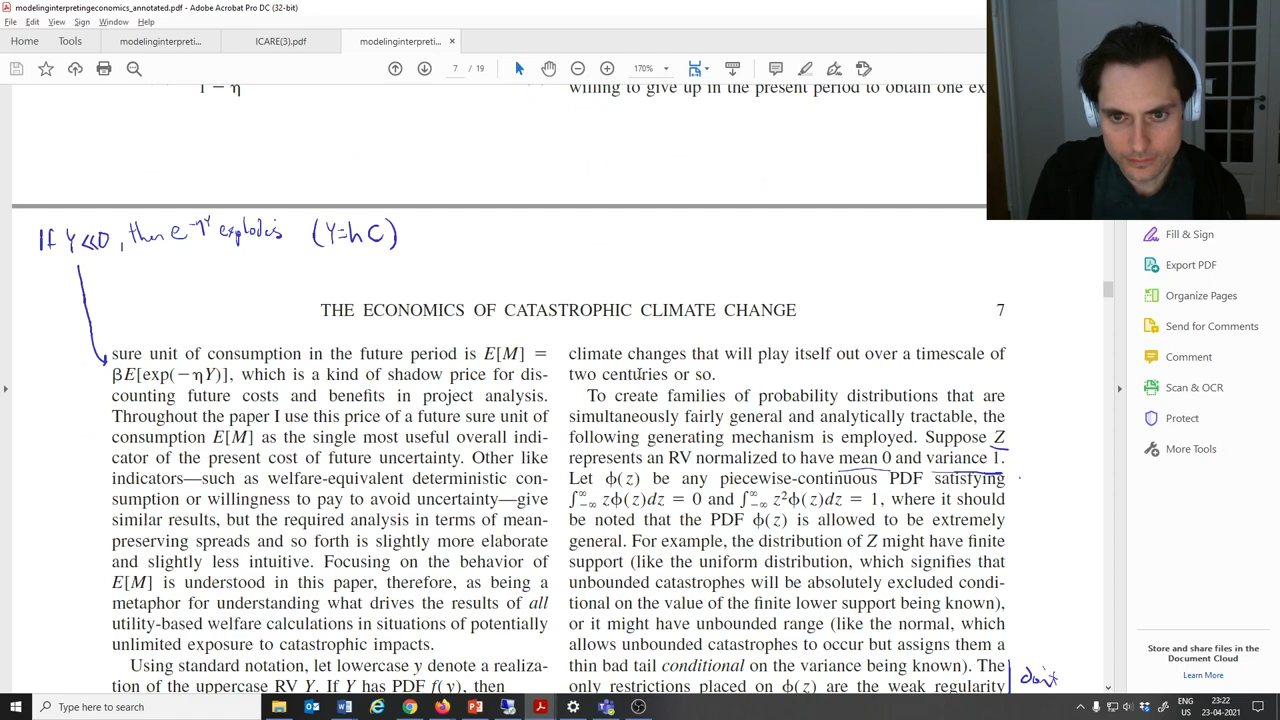 modelinginterpretingeconomics_annotated.pdf - Adobe Acrobat Pro DC (32-bit)
File Edit View Sign Window Help
Home Tools modelinginterpreti... ICARE(3).pdf modelinginterpreti... ×
7 / 19 170%
1 − η
willing to give up in the present period to obtain one ex
If Y ≪ 0, then e^-ηY explodes (Y = ln C)
THE ECONOMICS OF CATASTROPHIC CLIMATE CHANGE 7
sure unit of consumption in the future period is E[M] =
βE[exp(−ηY)], which is a kind of shadow price for dis-
counting future costs and benefits in project analysis.
Throughout the paper I use this price of a future sure unit of
consumption E[M] as the single most useful overall indi-
cator of the present cost of future uncertainty. Other like
indicators—such as welfare-equivalent deterministic con-
sumption or willingness to pay to avoid uncertainty—give
similar results, but the required analysis in terms of mean-
preserving spreads and so forth is slightly more elaborate
and slightly less intuitive. Focusing on the behavior of
E[M] is understood in this paper, therefore, as being a
metaphor for understanding what drives the results of all
utility-based welfare calculations in situations of potentially
unlimited exposure to catastrophic impacts.
Using standard notation, let lowercase y denote a realiza-
tion of the uppercase RV Y. If Y has PDF f(y), then
climate changes that will play itself out over a timescale of
two centuries or so.
To create families of probability distributions that are
simultaneously fairly general and analytically tractable, the
following generating mechanism is employed. Suppose Z
represents an RV normalized to have mean 0 and variance 1.
Let ϕ(z) be any piecewise-continuous PDF satisfying
∫−∞∞ zϕ(z)dz = 0 and ∫−∞∞ z²ϕ(z)dz = 1, where it should
be noted that the PDF ϕ(z) is allowed to be extremely
general. For example, the distribution of Z might have finite
support (like the uniform distribution, which signifies that
unbounded catastrophes will be absolutely excluded condi-
tional on the value of the finite lower support being known),
or it might have unbounded range (like the normal, which
allows unbounded catastrophes to occur but assigns them a
thin bad tail conditional on the variance being known). The
only restrictions placed on ϕ(z) are the weak regularity
don't
Fill & Sign
Export PDF
Organize Pages
Send for Comments
Comment
Scan & OCR
Protect
More Tools
Store and share files in the
Document Cloud
Learn More
Type here to search
ENG
US
23:22
23-04-2021